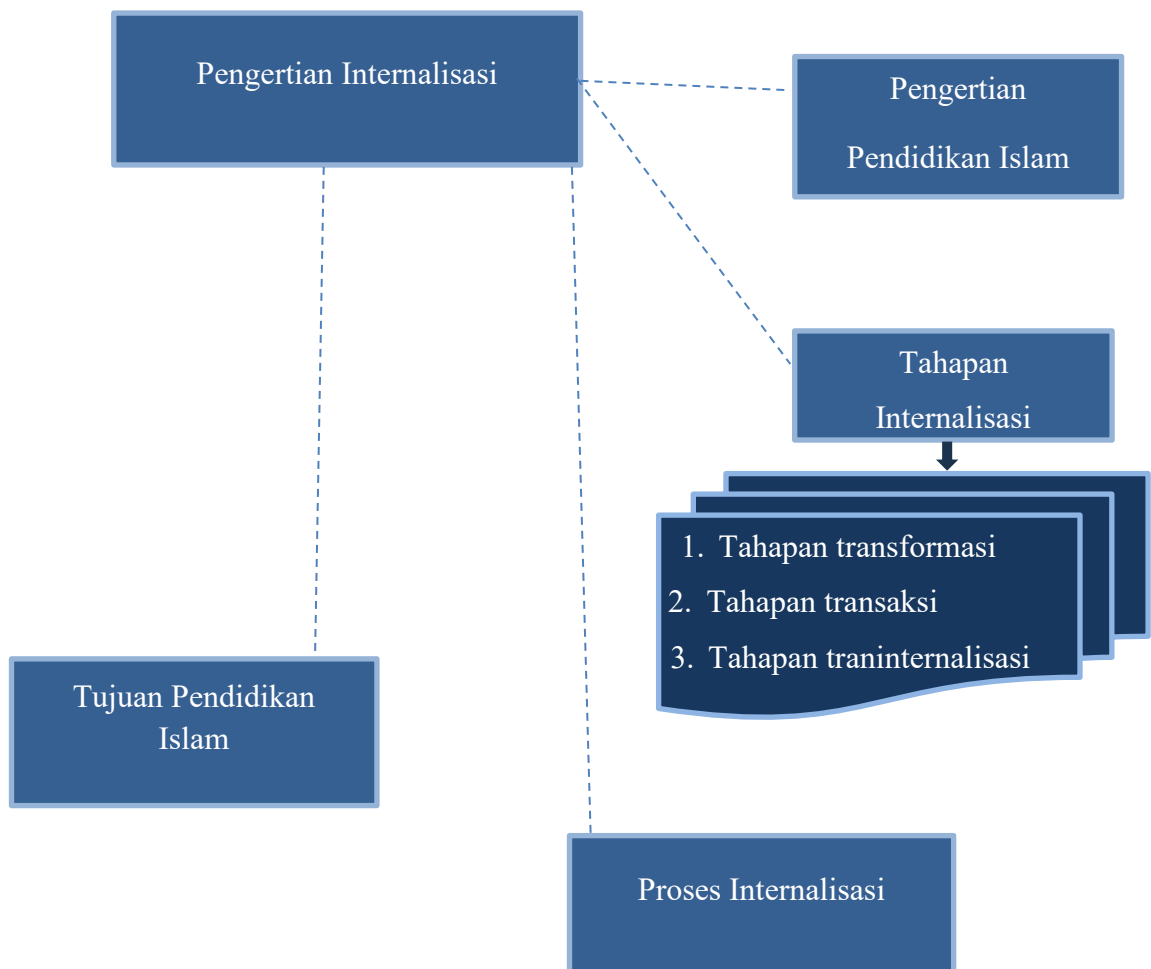 Pengertian Internalisasi
Pengertian
Pendidikan Islam
Tahapan
Internalisasi
1. Tahapan transformasi
2. Tahapan transaksi
3. Tahapan traninternalisasi
Tujuan Pendidikan
Islam
Proses Internalisasi